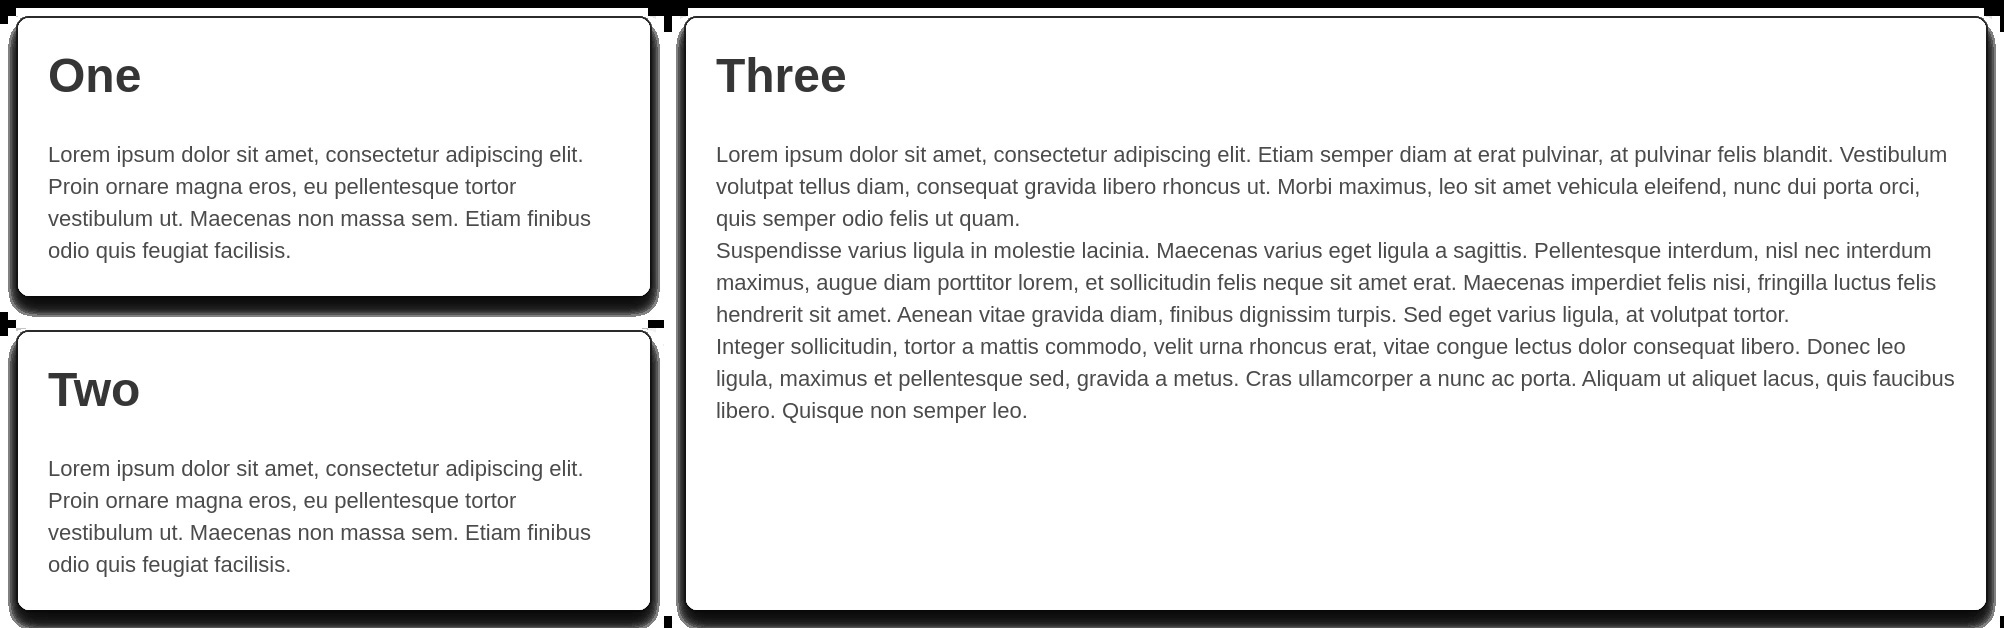 One
Lorem ipsum dolor sit amet, consectetur adipiscing elit.
Proin ornare magna eros, eu pellentesque tortor
vestibulum ut. Maecenas non massa sem. Etiam finibus
odio quis feugiat facilisis.
Two
Lorem ipsum dolor sit amet, consectetur adipiscing elit.
Proin ornare magna eros, eu pellentesque tortor
vestibulum ut. Maecenas non massa sem. Etiam finibus
odio quis feugiat facilisis.
Three
Lorem ipsum dolor sit amet, consectetur adipiscing elit. Etiam semper diam at erat pulvinar, at pulvinar felis blandit. Vestibulum
volutpat tellus diam, consequat gravida libero rhoncus ut. Morbi maximus, leo sit amet vehicula eleifend, nunc dui porta orci,
quis semper odio felis ut quam.
Suspendisse varius ligula in molestie lacinia. Maecenas varius eget ligula a sagittis. Pellentesque interdum, nisl nec interdum
maximus, augue diam porttitor lorem, et sollicitudin felis neque sit amet erat. Maecenas imperdiet felis nisi, fringilla luctus felis
hendrerit sit amet. Aenean vitae gravida diam, finibus dignissim turpis. Sed eget varius ligula, at volutpat tortor.
Integer sollicitudin, tortor a mattis commodo, velit urna rhoncus erat, vitae congue lectus dolor consequat libero. Donec leo
ligula, maximus et pellentesque sed, gravida a metus. Cras ullamcorper a nunc ac porta. Aliquam ut aliquet lacus, quis faucibus
libero. Quisque non semper leo.